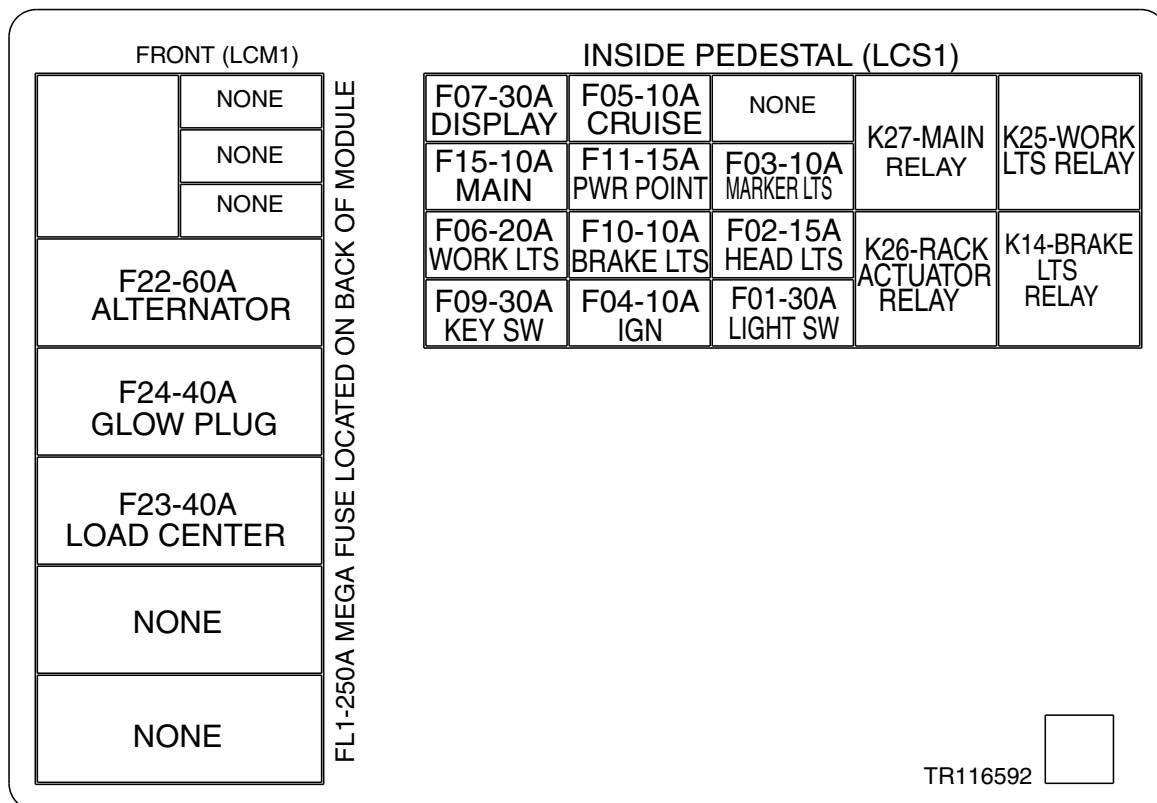 FRONT (LCM1)
NONE
NONE
NONE
F22-60A
ALTERNATOR
F24-40A
GLOW PLUG
F23-40A
LOAD CENTER
NONE
NONE
FL1-250A MEGA FUSE LOCATED ON BACK OF MODULE
INSIDE PEDESTAL (LCS1)
F07-30A
DISPLAY
F05-10A
CRUISE
NONE
K27-MAIN
RELAY
K25-WORK
LTS RELAY
F15-10A
MAIN
F11-15A
PWR POINT
F03-10A
MARKER LTS
F06-20A
WORK LTS
F10-10A
BRAKE LTS
F02-15A
HEAD LTS
K26-RACK
ACTUATOR
RELAY
K14-BRAKE
LTS
RELAY
F09-30A
KEY SW
F04-10A
IGN
F01-30A
LIGHT SW
TR116592